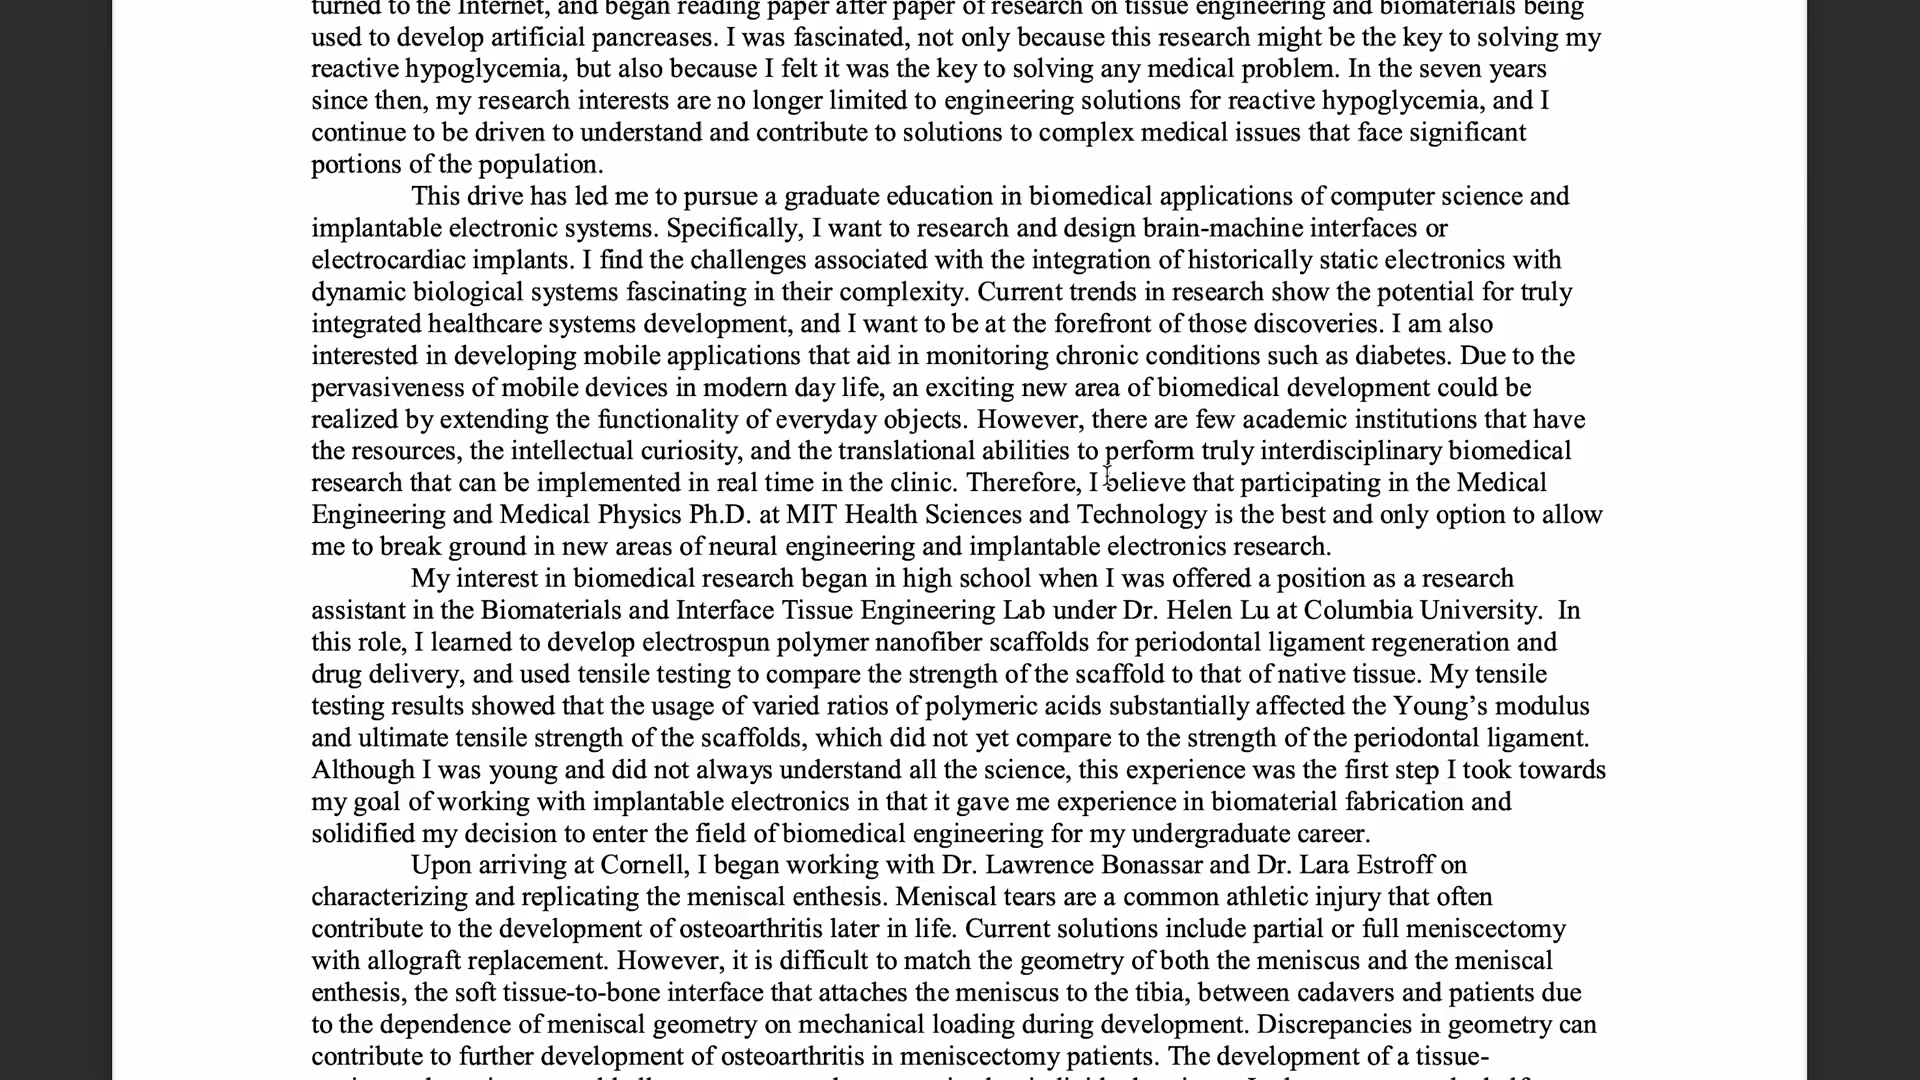 turned to the Internet, and began reading paper after paper of research on tissue engineering and biomaterials being
used to develop artificial pancreases. I was fascinated, not only because this research might be the key to solving my
reactive hypoglycemia, but also because I felt it was the key to solving any medical problem. In the seven years
since then, my research interests are no longer limited to engineering solutions for reactive hypoglycemia, and I
continue to be driven to understand and contribute to solutions to complex medical issues that face significant
portions of the population.
This drive has led me to pursue a graduate education in biomedical applications of computer science and
implantable electronic systems. Specifically, I want to research and design brain-machine interfaces or
electrocardiac implants. I find the challenges associated with the integration of historically static electronics with
dynamic biological systems fascinating in their complexity. Current trends in research show the potential for truly
integrated healthcare systems development, and I want to be at the forefront of those discoveries. I am also
interested in developing mobile applications that aid in monitoring chronic conditions such as diabetes. Due to the
pervasiveness of mobile devices in modern day life, an exciting new area of biomedical development could be
realized by extending the functionality of everyday objects. However, there are few academic institutions that have
the resources, the intellectual curiosity, and the translational abilities to perform truly interdisciplinary biomedical
research that can be implemented in real time in the clinic. Therefore, I believe that participating in the Medical
Engineering and Medical Physics Ph.D. at MIT Health Sciences and Technology is the best and only option to allow
me to break ground in new areas of neural engineering and implantable electronics research.
My interest in biomedical research began in high school when I was offered a position as a research
assistant in the Biomaterials and Interface Tissue Engineering Lab under Dr. Helen Lu at Columbia University.  In
this role, I learned to develop electrospun polymer nanofiber scaffolds for periodontal ligament regeneration and
drug delivery, and used tensile testing to compare the strength of the scaffold to that of native tissue. My tensile
testing results showed that the usage of varied ratios of polymeric acids substantially affected the Young’s modulus
and ultimate tensile strength of the scaffolds, which did not yet compare to the strength of the periodontal ligament.
Although I was young and did not always understand all the science, this experience was the first step I took towards
my goal of working with implantable electronics in that it gave me experience in biomaterial fabrication and
solidified my decision to enter the field of biomedical engineering for my undergraduate career.
Upon arriving at Cornell, I began working with Dr. Lawrence Bonassar and Dr. Lara Estroff on
characterizing and replicating the meniscal enthesis. Meniscal tears are a common athletic injury that often
contribute to the development of osteoarthritis later in life. Current solutions include partial or full meniscectomy
with allograft replacement. However, it is difficult to match the geometry of both the meniscus and the meniscal
enthesis, the soft tissue-to-bone interface that attaches the meniscus to the tibia, between cadavers and patients due
to the dependence of meniscal geometry on mechanical loading during development. Discrepancies in geometry can
contribute to further development of osteoarthritis in meniscectomy patients. The development of a tissue-